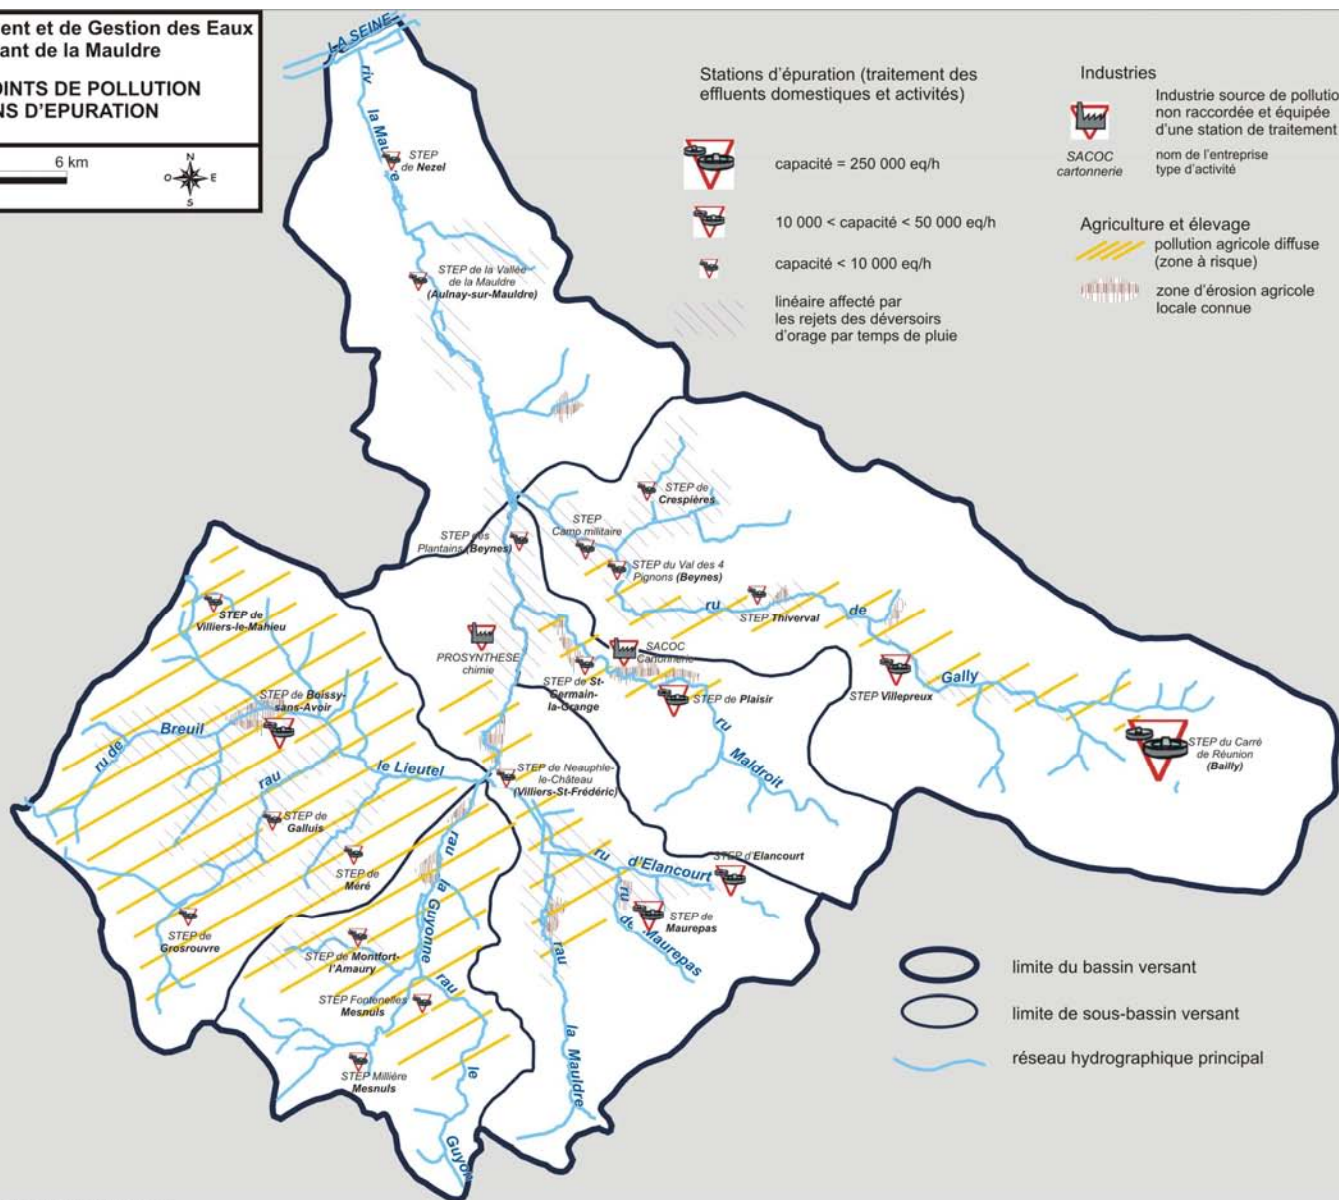 ent et de Gestion des Eaux
ant de la Mauldre
OINTS DE POLLUTION
NS D'EPURATION
6 km
N
O E
S
LA SEINE
riv
la Mauldre
STEP
de Nezel
STEP de la Vallée
de la Mauldre
(Aulnay-sur-Mauldre)
Stations d'épuration (traitement des
effluents domestiques et activités)
capacité = 250 000 eq/h
10 000 < capacité < 50 000 eq/h
capacité < 10 000 eq/h
linéaire affecté par
les rejets des déversoirs
d'orage par temps de pluie
Industries
Industrie source de pollution
non raccordée et équipée
d'une station de traitement
SACOC
cartonnerie
nom de l'entreprise
type d'activité
Agriculture et élevage
pollution agricole diffuse
(zone à risque)
zone d'érosion agricole
locale connue
STEP de
Crespières
STEP
Camp militaire
STEP des
Plantains (Beynes)
STEP du Val des 4
Pignons (Beynes)
ru
de
Gally
STEP Thiverval
STEP Villepreux
STEP du Carré
de Réunion
(Bailly)
STEP de
Villiers-le-Mahieu
PROSYNTHESE
chimie
SACOC
Cartonnerie
STEP de St-
Germain-
la-Grange
STEP de Plaisir
ru
Maldroit
STEP de Boissy-
sans-Avoir
ru de
Breuil
rau
le Lieutel
STEP de Neauphle-
le-Château
(Villiers-St-Frédéric)
STEP de
Galluis
STEP de
Méré
STEP de
Grosrouvre
rau
la Guyonne
ru
d'Elancourt
STEP d'Elancourt
ru
de Maurepas
STEP de
Maurepas
STEP de Montfort-
l'Amaury
rau
STEP Fontenelles
Mesnuls
STEP Millière
Mesnuls
le
Guyon
rau
la Mauldre
limite du bassin versant
limite de sous-bassin versant
réseau hydrographique principal